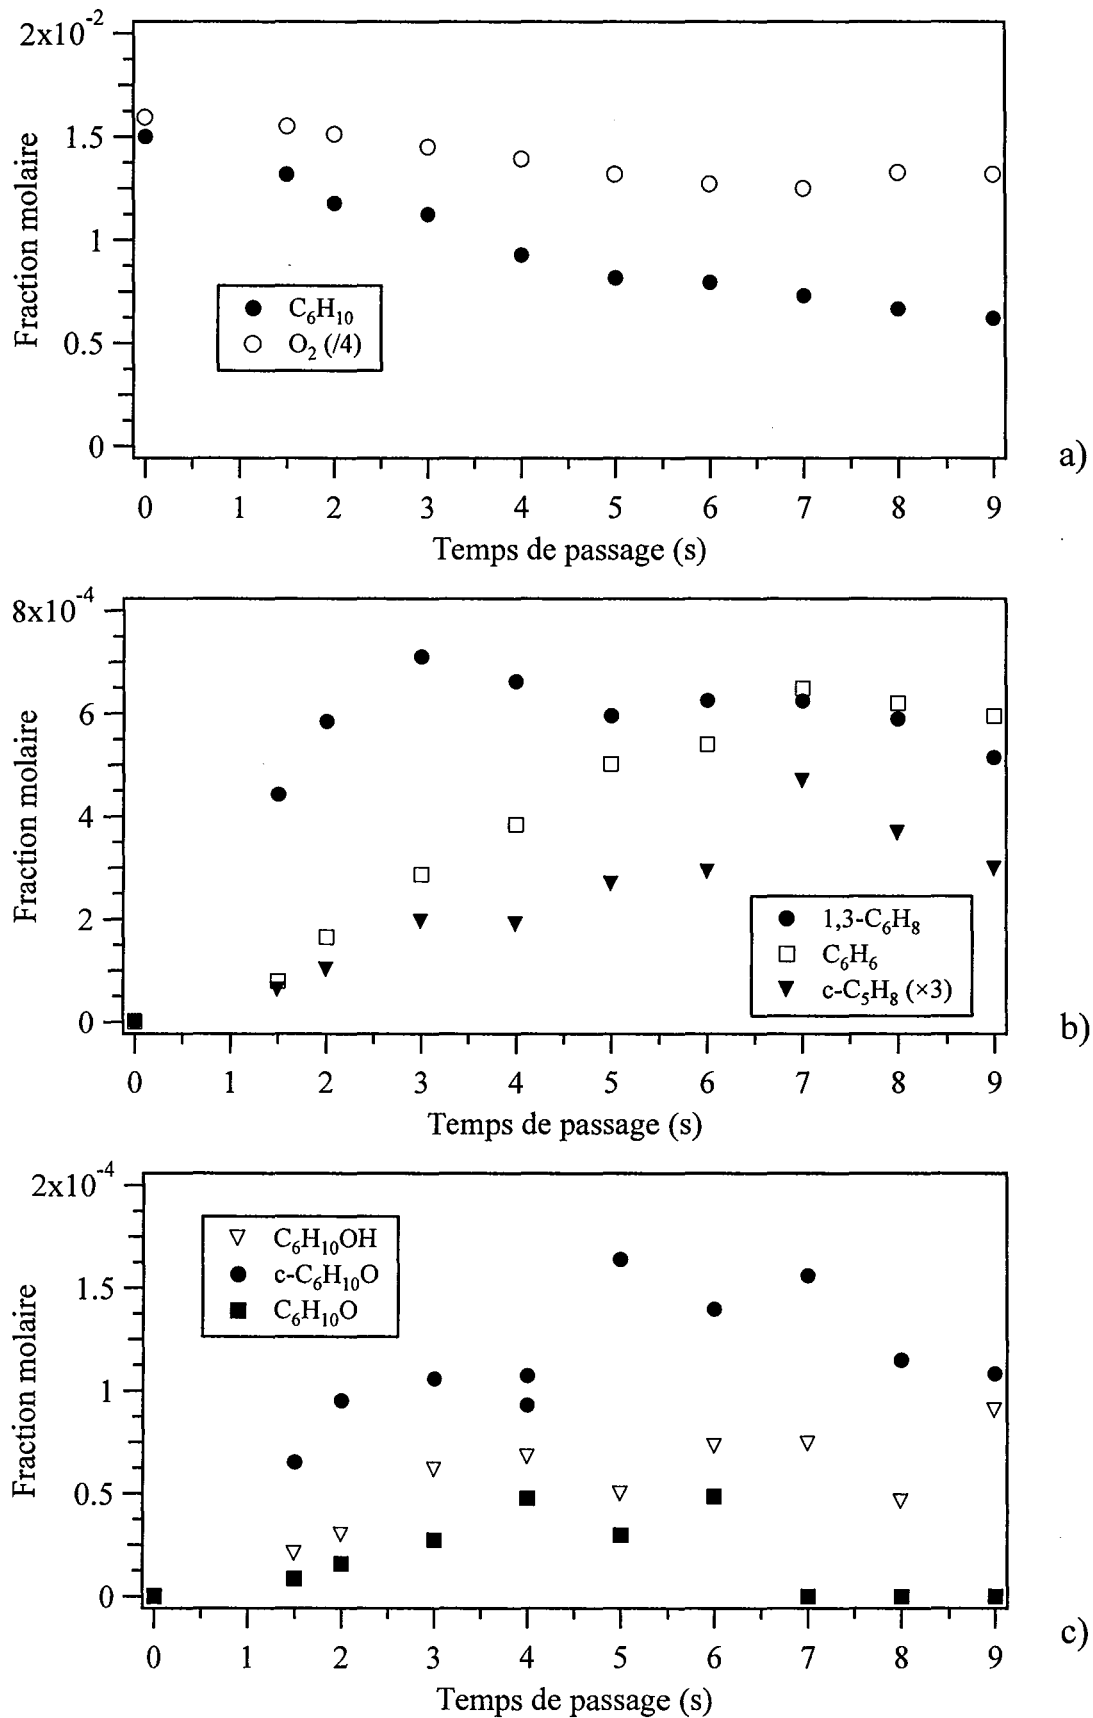 2x10-2
1.5
1
0.5
0
Fraction molaire
C6H10
O2 (/4)
0 1 2 3 4 5 6 7 8 9
Temps de passage (s)
a)
8x10-4
6
4
2
0
Fraction molaire
1,3-C6H8
C6H6
c-C5H8 (×3)
0 1 2 3 4 5 6 7 8 9
Temps de passage (s)
b)
2x10-4
1.5
1
0.5
0
Fraction molaire
C6H10OH
c-C6H10O
C6H10O
0 1 2 3 4 5 6 7 8 9
Temps de passage (s)
c)